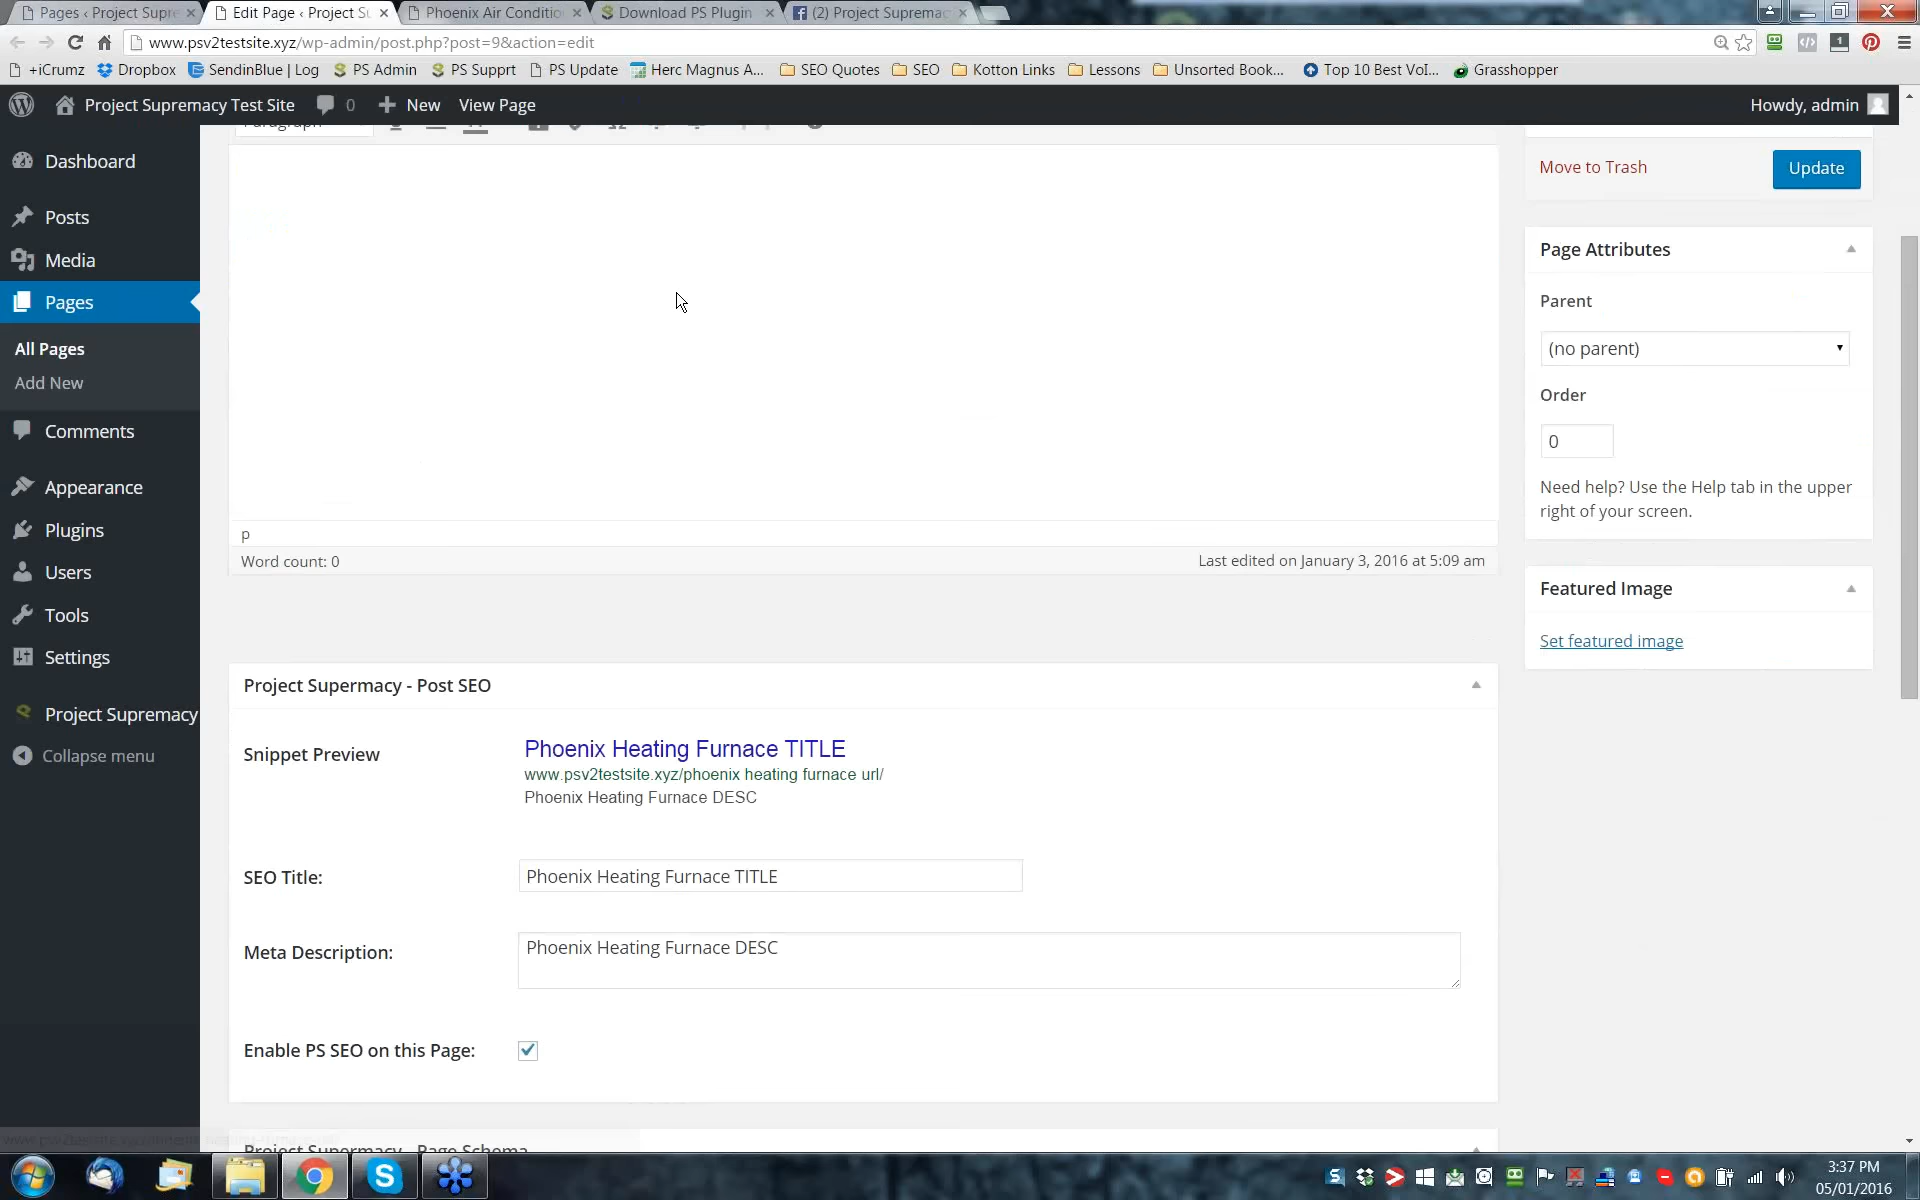 Pages ‹ Project Supre
Edit Page ‹ Project Su
Phoenix Air Conditio
Download PS Plugin
(2) Project Supremac
www.psv2testsite.xyz/wp-admin/post.php?post=9&action=edit
+iCrumz
Dropbox
SendinBlue | Log
PS Admin
PS Supprt
PS Update
Herc Magnus A...
SEO Quotes
SEO
Kotton Links
Lessons
Unsorted Book...
Top 10 Best VoI...
Grasshopper
Project Supremacy Test Site
0
New
View Page
Howdy, admin
Paragraph
Dashboard
Posts
Media
Pages
All Pages
Add New
Comments
Appearance
Plugins
Users
Tools
Settings
Project Supremacy
Collapse menu
p
Word count: 0
Last edited on January 3, 2016 at 5:09 am
Project Supermacy - Post SEO
Snippet Preview
Phoenix Heating Furnace TITLE
www.psv2testsite.xyz/phoenix heating furnace url/
Phoenix Heating Furnace DESC
SEO Title:
Phoenix Heating Furnace TITLE
Meta Description:
Phoenix Heating Furnace DESC
Enable PS SEO on this Page:
Project Supermacy - Page Schema
Move to Trash
Update
Page Attributes
Parent
(no parent)
Order
0
Need help? Use the Help tab in the upper
right of your screen.
Featured Image
Set featured image
3:37 PM
05/01/2016